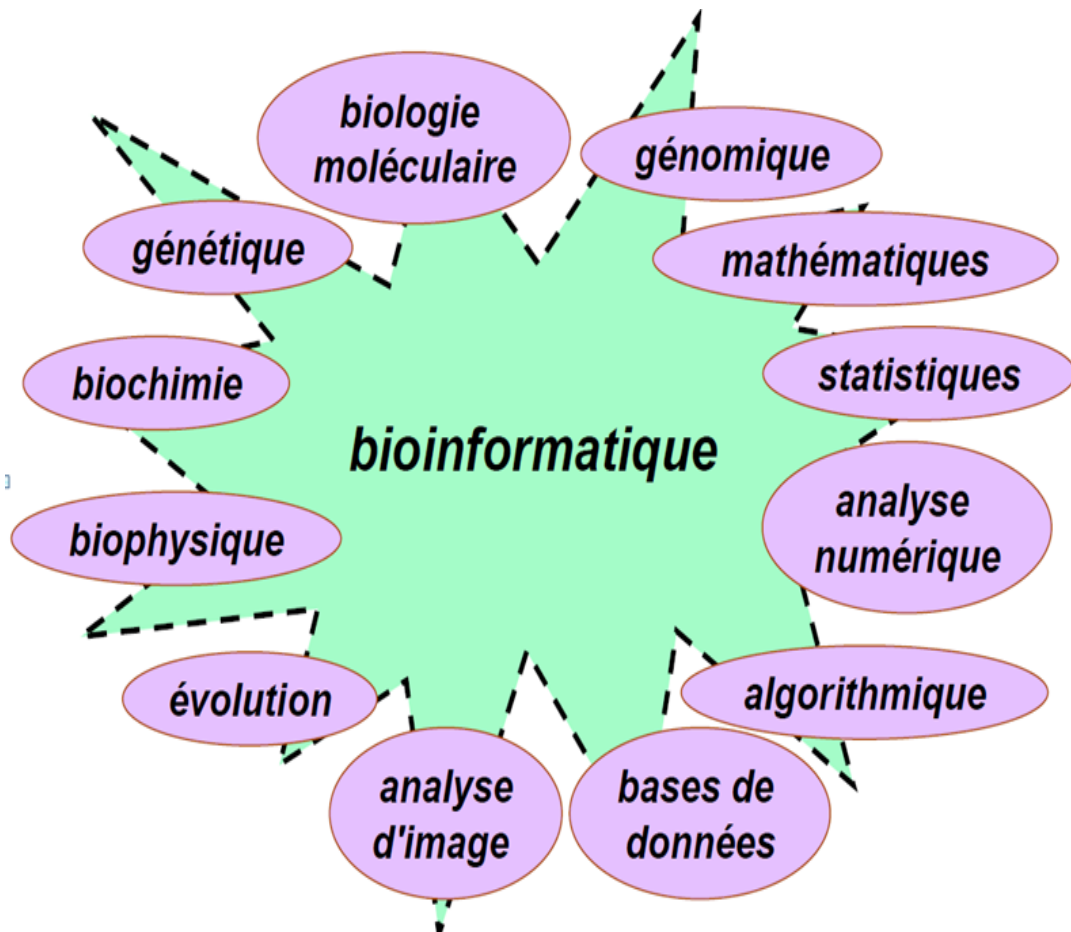 biologie
moléculaire
génomique
génétique
mathématiques
biochimie
statistiques
bioinformatique
analyse
numérique
biophysique
évolution
algorithmique
analyse
d'image
bases de
données